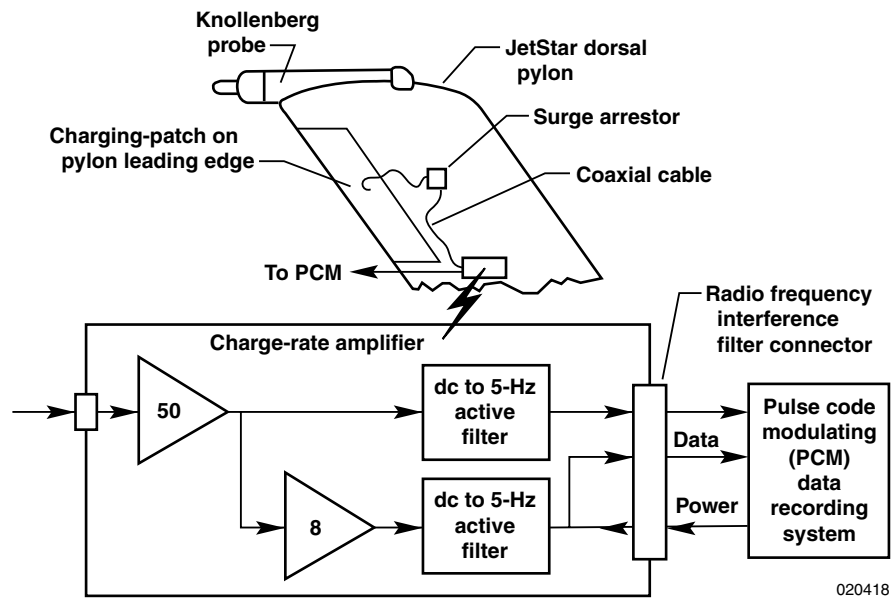 Knollenberg
probe
JetStar dorsal
pylon
Surge arrestor
Charging-patch on
pylon leading edge
Coaxial cable
To PCM
Radio frequency
interference
filter connector
Charge-rate amplifier
50
dc to 5-Hz
active
filter
8
dc to 5-Hz
active
filter
Data
Power
Pulse code
modulating
(PCM)
data
recording
system
020418